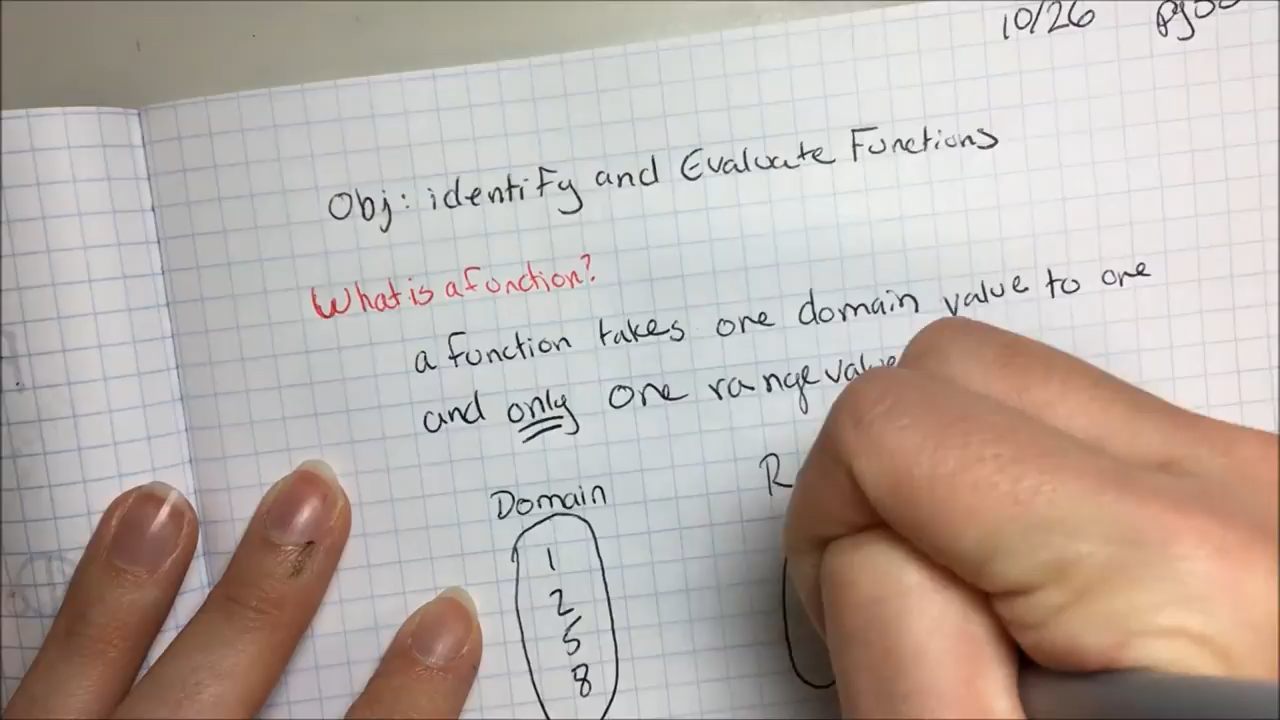 10/26
Obj: identify and Evaluate Functions
What is a function?
a function takes one domain value to one
and only one range value
Domain
R
1
2
5
8